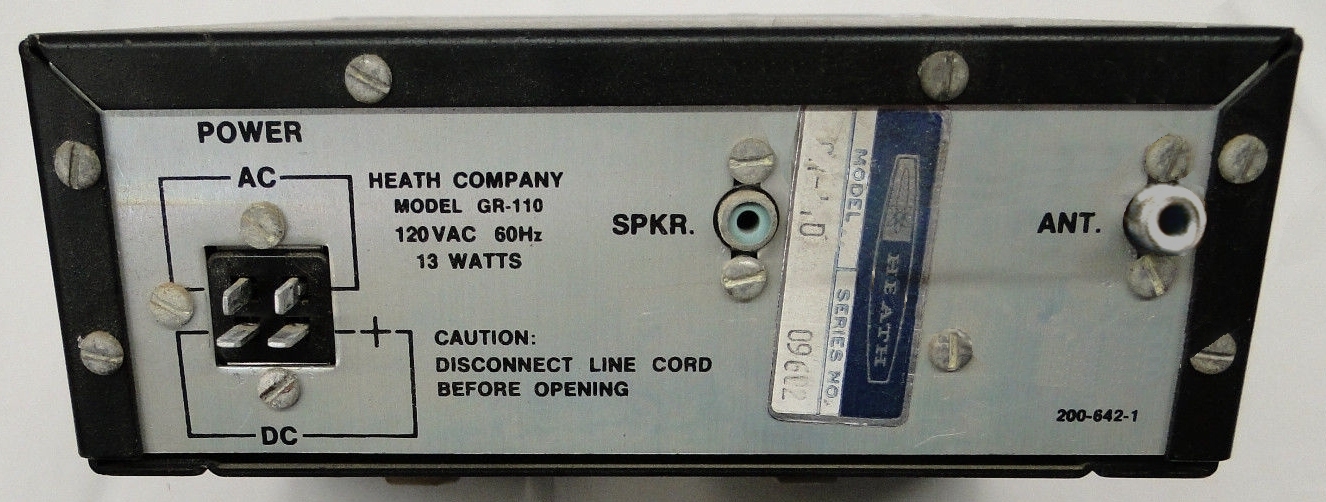 POWER
AC
HEATH COMPANY
MODEL GR-110
120VAC 60Hz
13 WATTS
+
CAUTION:
DISCONNECT LINE CORD
BEFORE OPENING
DC
SPKR.
HEATH
MODEL
SERIES NO.
09602
ANT.
200-642-1